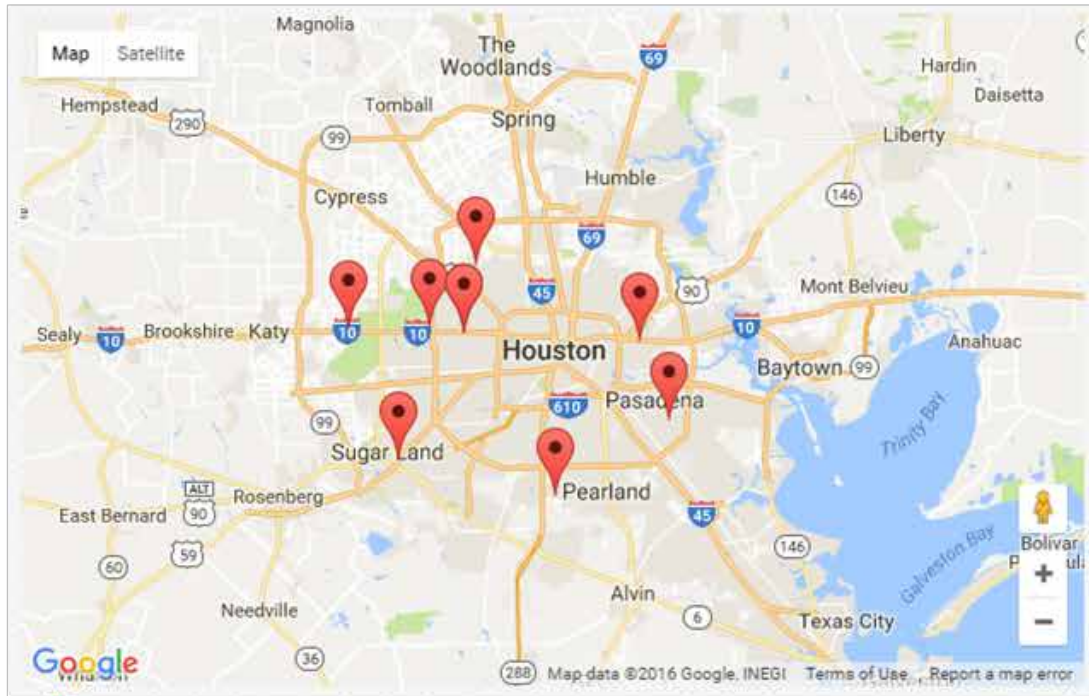 Magnolia
The
Woodlands
69
Hardin
Map Satellite
Daisetta
Hempstead
Tomball
290
Spring
99
Liberty
Humble
146
Cypress
69
90
45
Mont Belvieu
Sealy
10
Brookshire
Katy
10
10
10
Houston
Anahuac
Baytown
99
610
Pasadena
Trinity Bay
99
Sugar Land
ALT
90
Rosenberg
Pearland
East Bernard
45
59
146
Galveston Bay
Bolivar
60
Needville
Alvin
6
Texas City
+
−
36
288
Google
Map data ©2016 Google, INEGI Terms of Use Report a map error